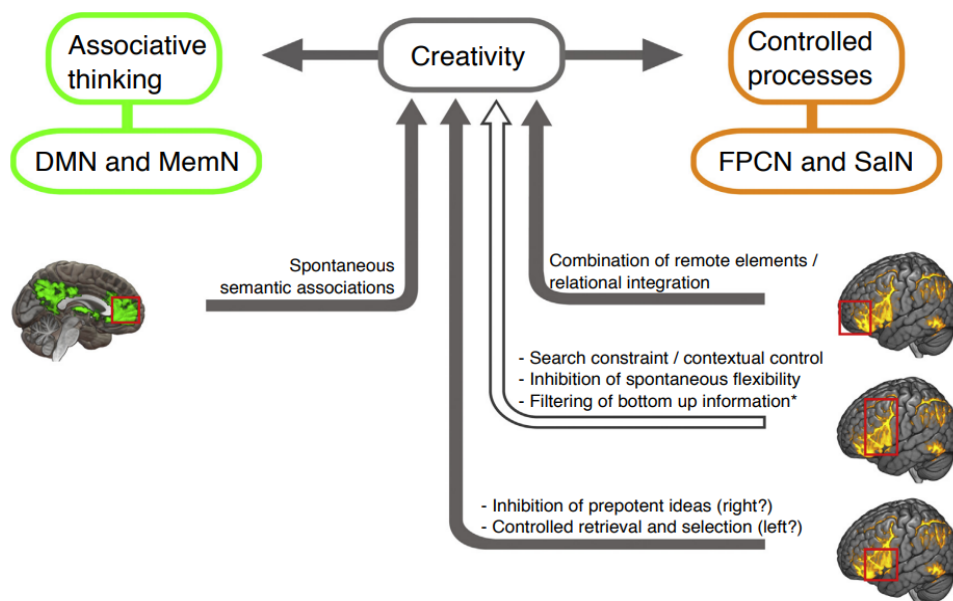 Associative
thinking
Creativity
Controlled
processes
DMN and MemN
FPCN and SalN
Spontaneous
semantic associations
Combination of remote elements /
relational integration
- Search constraint / contextual control
- Inhibition of spontaneous flexibility
- Filtering of bottom up information*
- Inhibition of prepotent ideas (right?)
- Controlled retrieval and selection (left?)